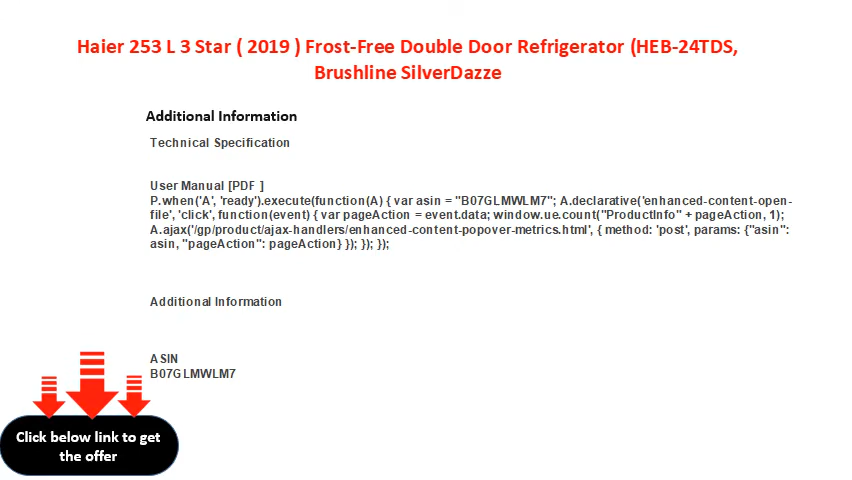 Haier 253 L 3 Star ( 2019 ) Frost-Free Double Door Refrigerator (HEB-24TDS,
Brushline SilverDazze
Additional Information
Technical Specification
User Manual [PDF ]
P.when('A', 'ready').execute(function(A) { var asin = "B07GLMWLM7"; A.declarative('enhanced-content-open-
file', 'click', function(event) { var pageAction = event.data; window.ue.count("ProductInfo" + pageAction, 1);
A.ajax('/gp/product/ajax-handlers/enhanced-content-popover-metrics.html', { method: 'post', params: {"asin":
asin, "pageAction": pageAction} }); }); });
Additional Information
ASIN
B07GLMWLM7
Click below link to get
the offer